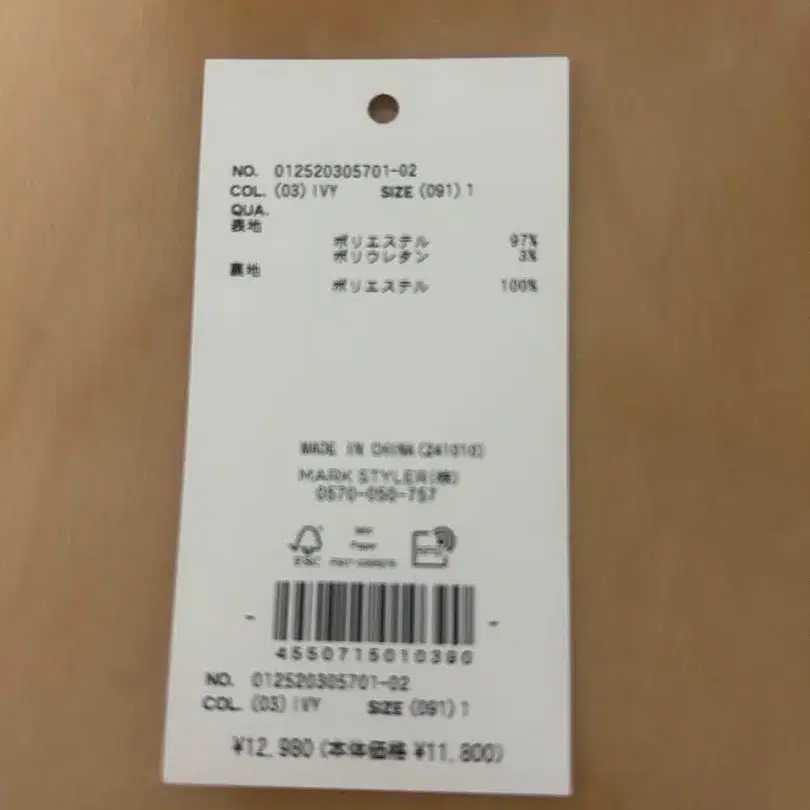 NO. 012520305701-02
COL. (03) IVY SIZE (091) 1
QUA.
表地
ポリエステル 97%
ポリウレタン 3%
裏地
ポリエステル 100%
MADE IN CHINA (241010)
MARK STYLER(株)
0570-050-757
FSC
4550715010390
NO. 012520305701-02
COL. (03) IVY SIZE (091) 1
¥12,980 (本体価格 ¥11,800)